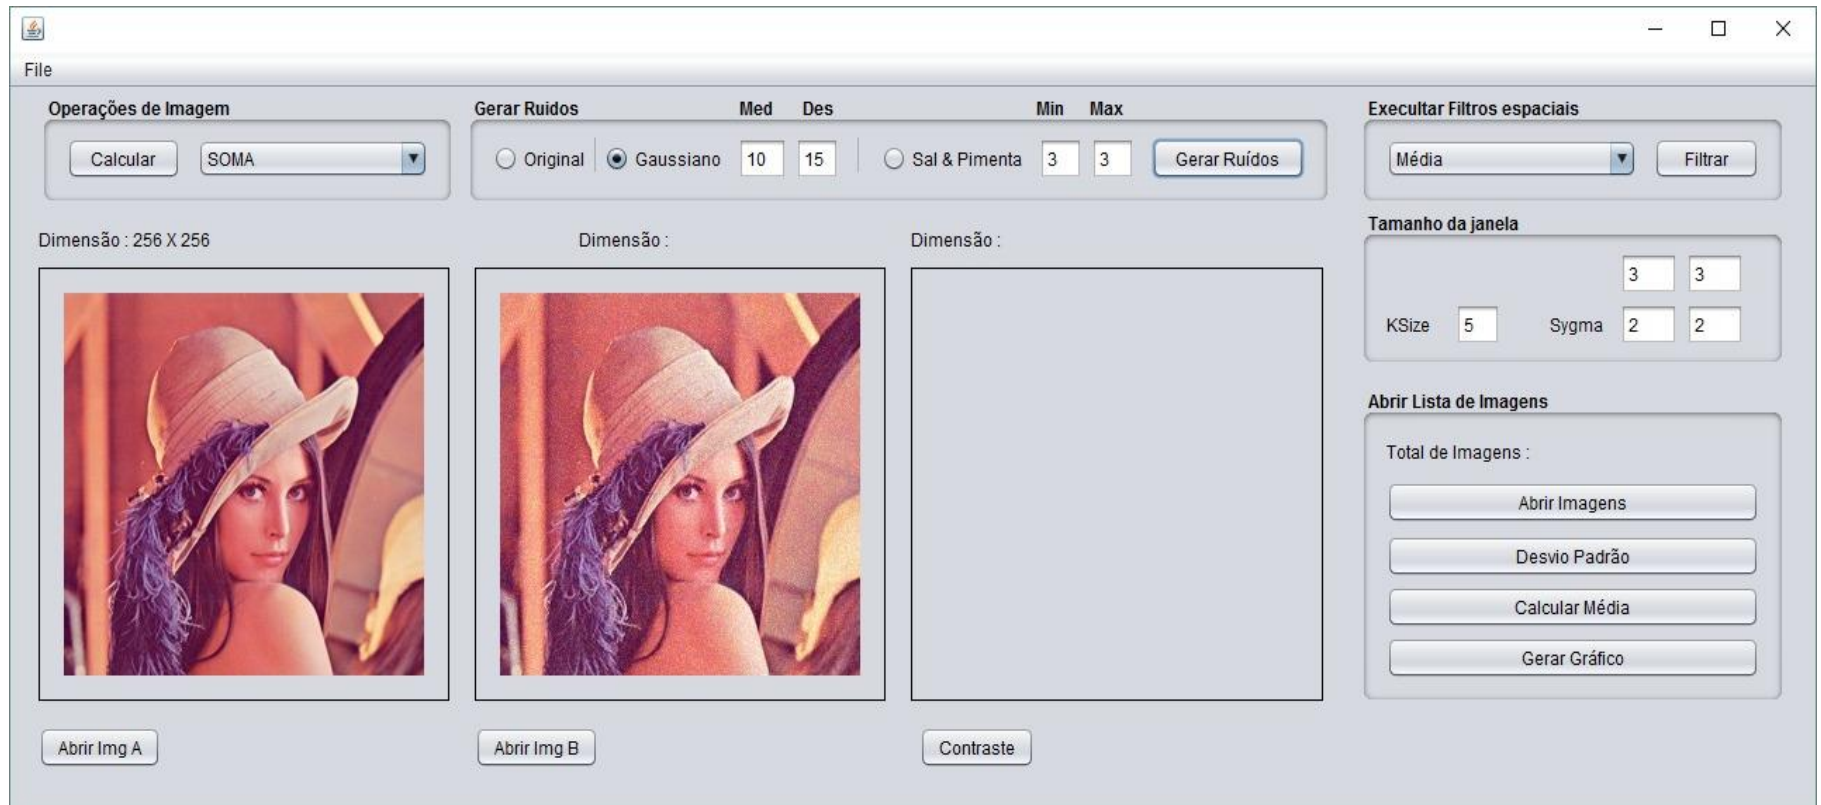 File
Operações de Imagem
Calcular SOMA
Gerar Ruidos Med Des Min Max
Original Gaussiano 10 15 Sal & Pimenta 3 3 Gerar Ruídos
Execultar Filtros espaciais
Média Filtrar
Dimensão : 256 X 256
Dimensão :
Dimensão :
Tamanho da janela
3 3
KSize 5 Sygma 2 2
Abrir Lista de Imagens
Total de Imagens :
Abrir Imagens
Desvio Padrão
Calcular Média
Gerar Gráfico
Abrir Img A
Abrir Img B
Contraste